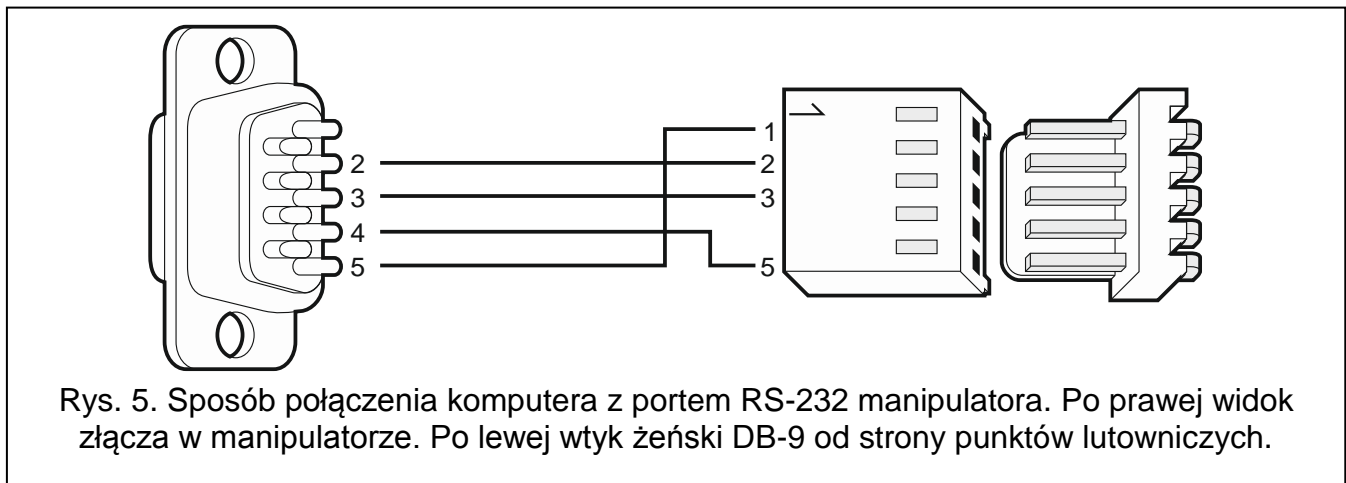 1
2 2
3 3
4
5 5
Rys. 5. Sposób połączenia komputera z portem RS-232 manipulatora. Po prawej widok
złącza w manipulatorze. Po lewej wtyk żeński DB-9 od strony punktów lutowniczych.